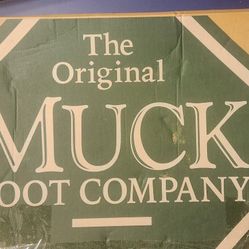 The
Original
MUCK
OOT COMPANY